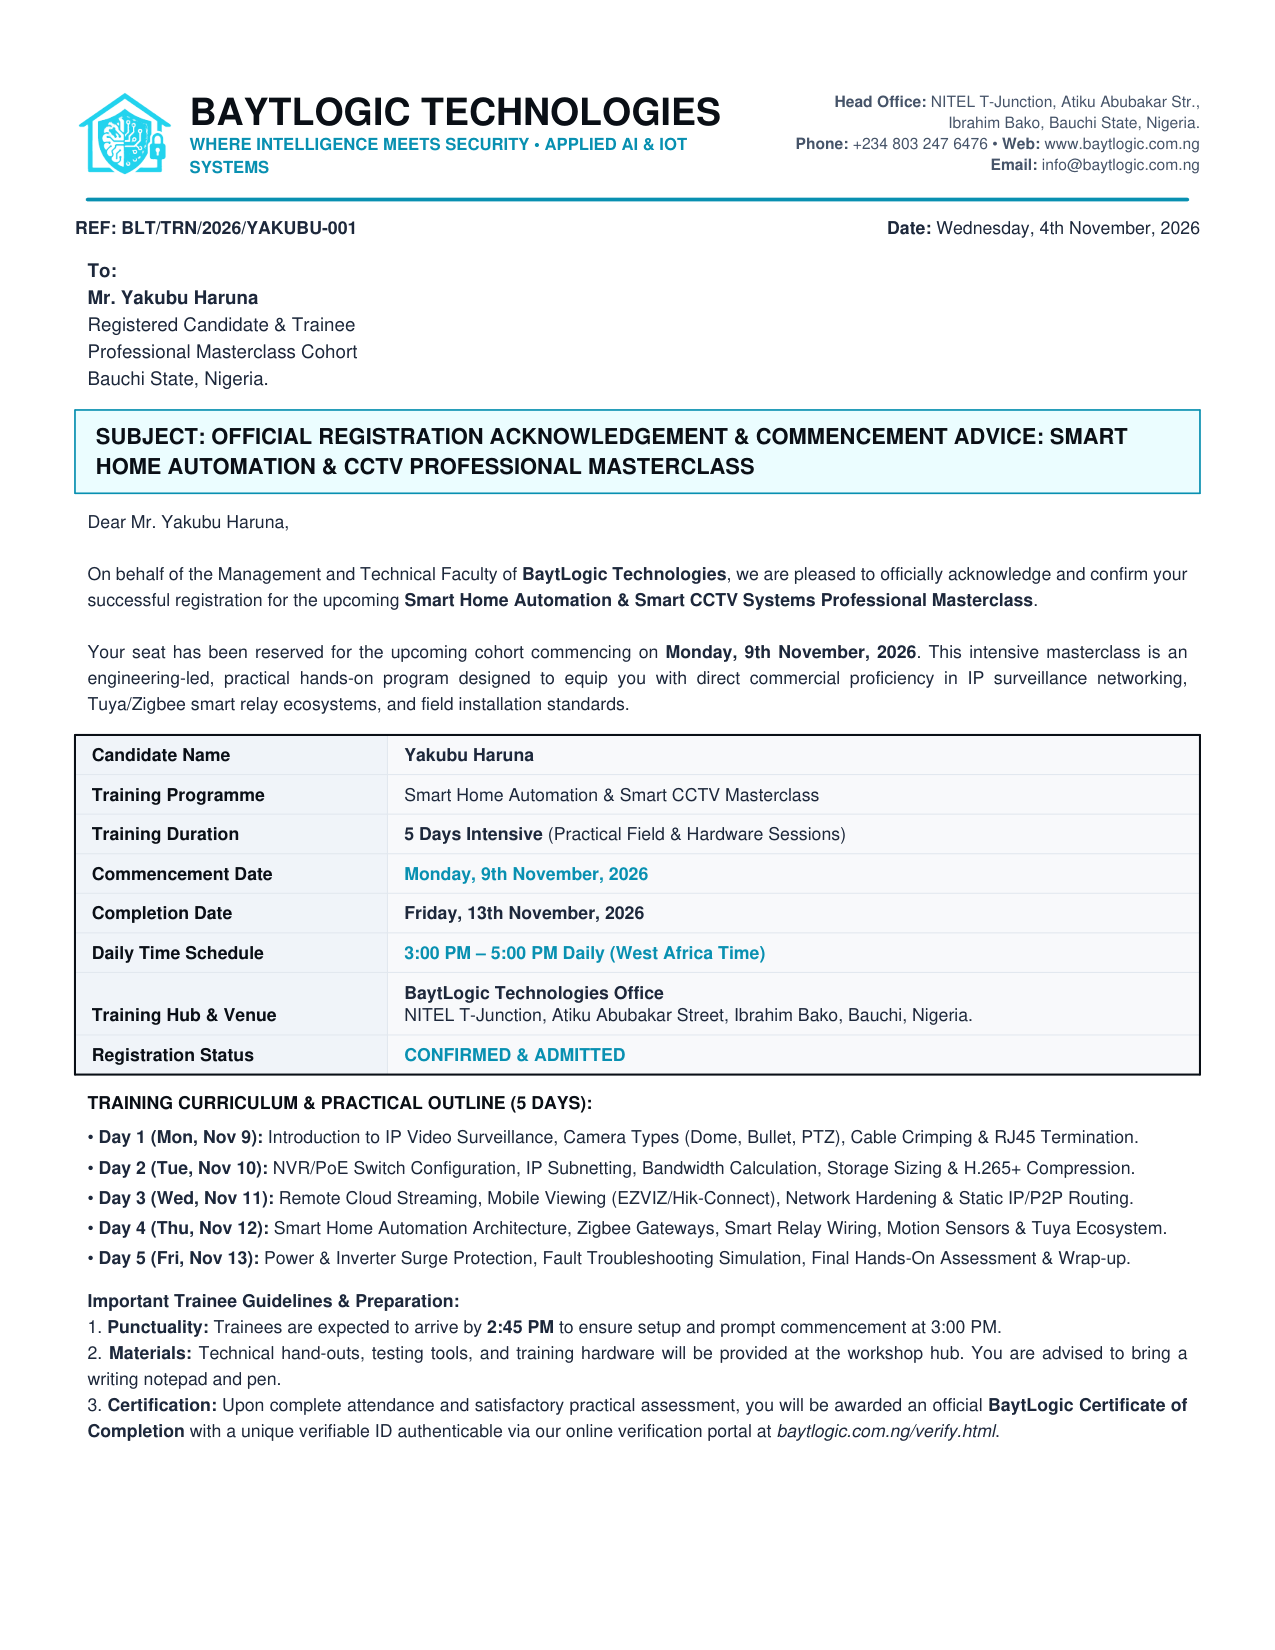 BAYTLOGIC TECHNOLOGIES
WHERE INTELLIGENCE MEETS SECURITY • APPLIED AI & IOT
SYSTEMS
Head Office: NITEL T-Junction, Atiku Abubakar Str.,
Ibrahim Bako, Bauchi State, Nigeria.
Phone: +234 803 247 6476 • Web: www.baytlogic.com.ng
Email: info@baytlogic.com.ng
REF: BLT/TRN/2026/YAKUBU-001
Date: Wednesday, 4th November, 2026
To:
Mr. Yakubu Haruna
Registered Candidate & Trainee
Professional Masterclass Cohort
Bauchi State, Nigeria.
SUBJECT: OFFICIAL REGISTRATION ACKNOWLEDGEMENT & COMMENCEMENT ADVICE: SMART
HOME AUTOMATION & CCTV PROFESSIONAL MASTERCLASS
Dear Mr. Yakubu Haruna,
On behalf of the Management and Technical Faculty of BaytLogic Technologies, we are pleased to officially acknowledge and confirm your
successful registration for the upcoming Smart Home Automation & Smart CCTV Systems Professional Masterclass.
Your seat has been reserved for the upcoming cohort commencing on Monday, 9th November, 2026. This intensive masterclass is an
engineering-led, practical hands-on program designed to equip you with direct commercial proficiency in IP surveillance networking,
Tuya/Zigbee smart relay ecosystems, and field installation standards.
Candidate Name
Yakubu Haruna
Training Programme
Smart Home Automation & Smart CCTV Masterclass
Training Duration
5 Days Intensive (Practical Field & Hardware Sessions)
Commencement Date
Monday, 9th November, 2026
Completion Date
Friday, 13th November, 2026
Daily Time Schedule
3:00 PM – 5:00 PM Daily (West Africa Time)
Training Hub & Venue
BaytLogic Technologies Office
NITEL T-Junction, Atiku Abubakar Street, Ibrahim Bako, Bauchi, Nigeria.
Registration Status
CONFIRMED & ADMITTED
TRAINING CURRICULUM & PRACTICAL OUTLINE (5 DAYS):
• Day 1 (Mon, Nov 9): Introduction to IP Video Surveillance, Camera Types (Dome, Bullet, PTZ), Cable Crimping & RJ45 Termination.
• Day 2 (Tue, Nov 10): NVR/PoE Switch Configuration, IP Subnetting, Bandwidth Calculation, Storage Sizing & H.265+ Compression.
• Day 3 (Wed, Nov 11): Remote Cloud Streaming, Mobile Viewing (EZVIZ/Hik-Connect), Network Hardening & Static IP/P2P Routing.
• Day 4 (Thu, Nov 12): Smart Home Automation Architecture, Zigbee Gateways, Smart Relay Wiring, Motion Sensors & Tuya Ecosystem.
• Day 5 (Fri, Nov 13): Power & Inverter Surge Protection, Fault Troubleshooting Simulation, Final Hands-On Assessment & Wrap-up.
Important Trainee Guidelines & Preparation:
1. Punctuality: Trainees are expected to arrive by 2:45 PM to ensure setup and prompt commencement at 3:00 PM.
2. Materials: Technical hand-outs, testing tools, and training hardware will be provided at the workshop hub. You are advised to bring a
writing notepad and pen.
3. Certification: Upon complete attendance and satisfactory practical assessment, you will be awarded an official BaytLogic Certificate of
Completion with a unique verifiable ID authenticable via our online verification portal at baytlogic.com.ng/verify.html.